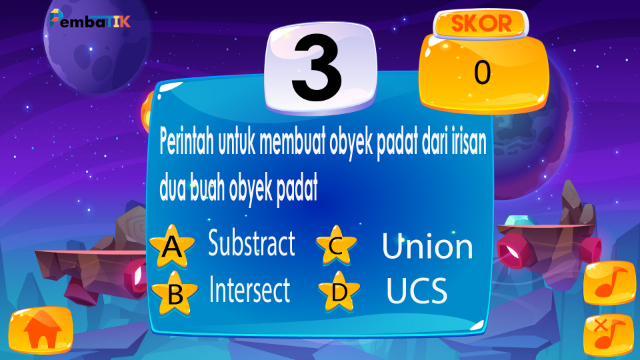 PembaTIK
3
SKOR
0
Perintah untuk membuat obyek padat dari irisan
dua buah obyek padat
A Substract
C Union
B Intersect
D UCS